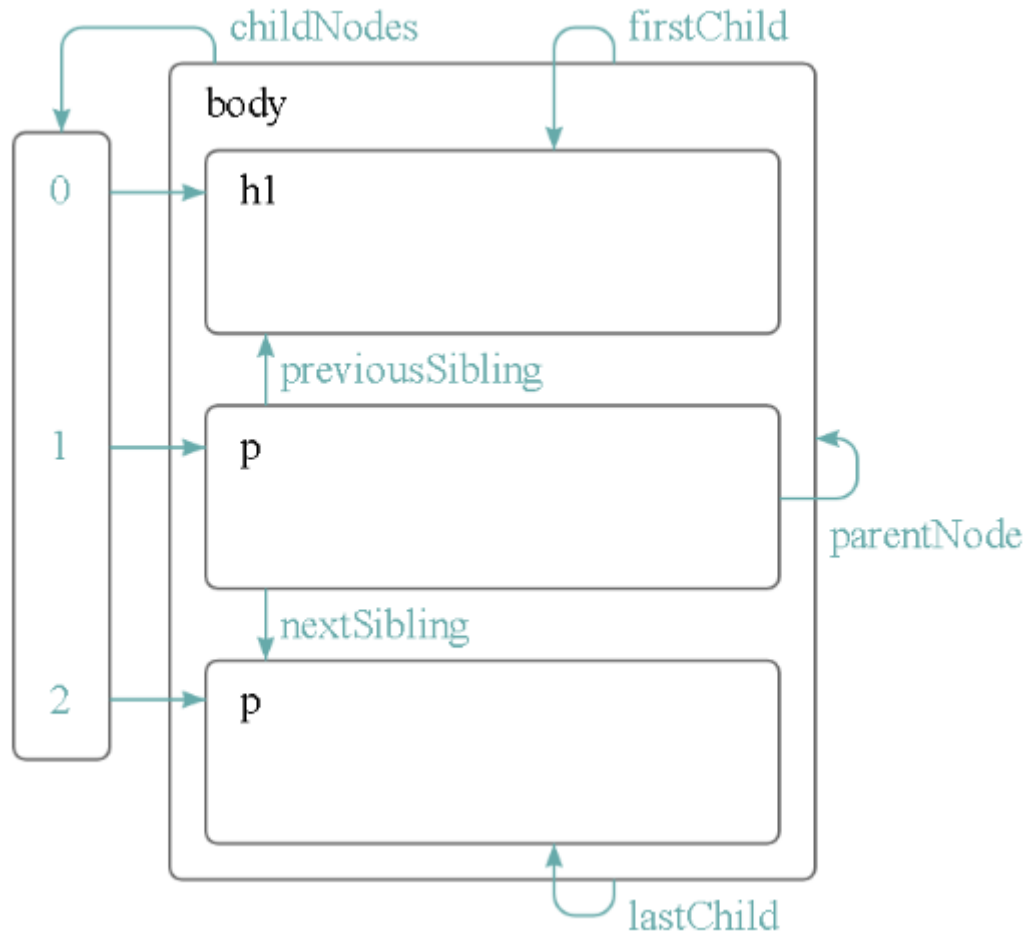 childNodes
firstChild
body
0
h1
previousSibling
1
p
parentNode
nextSibling
2
p
lastChild